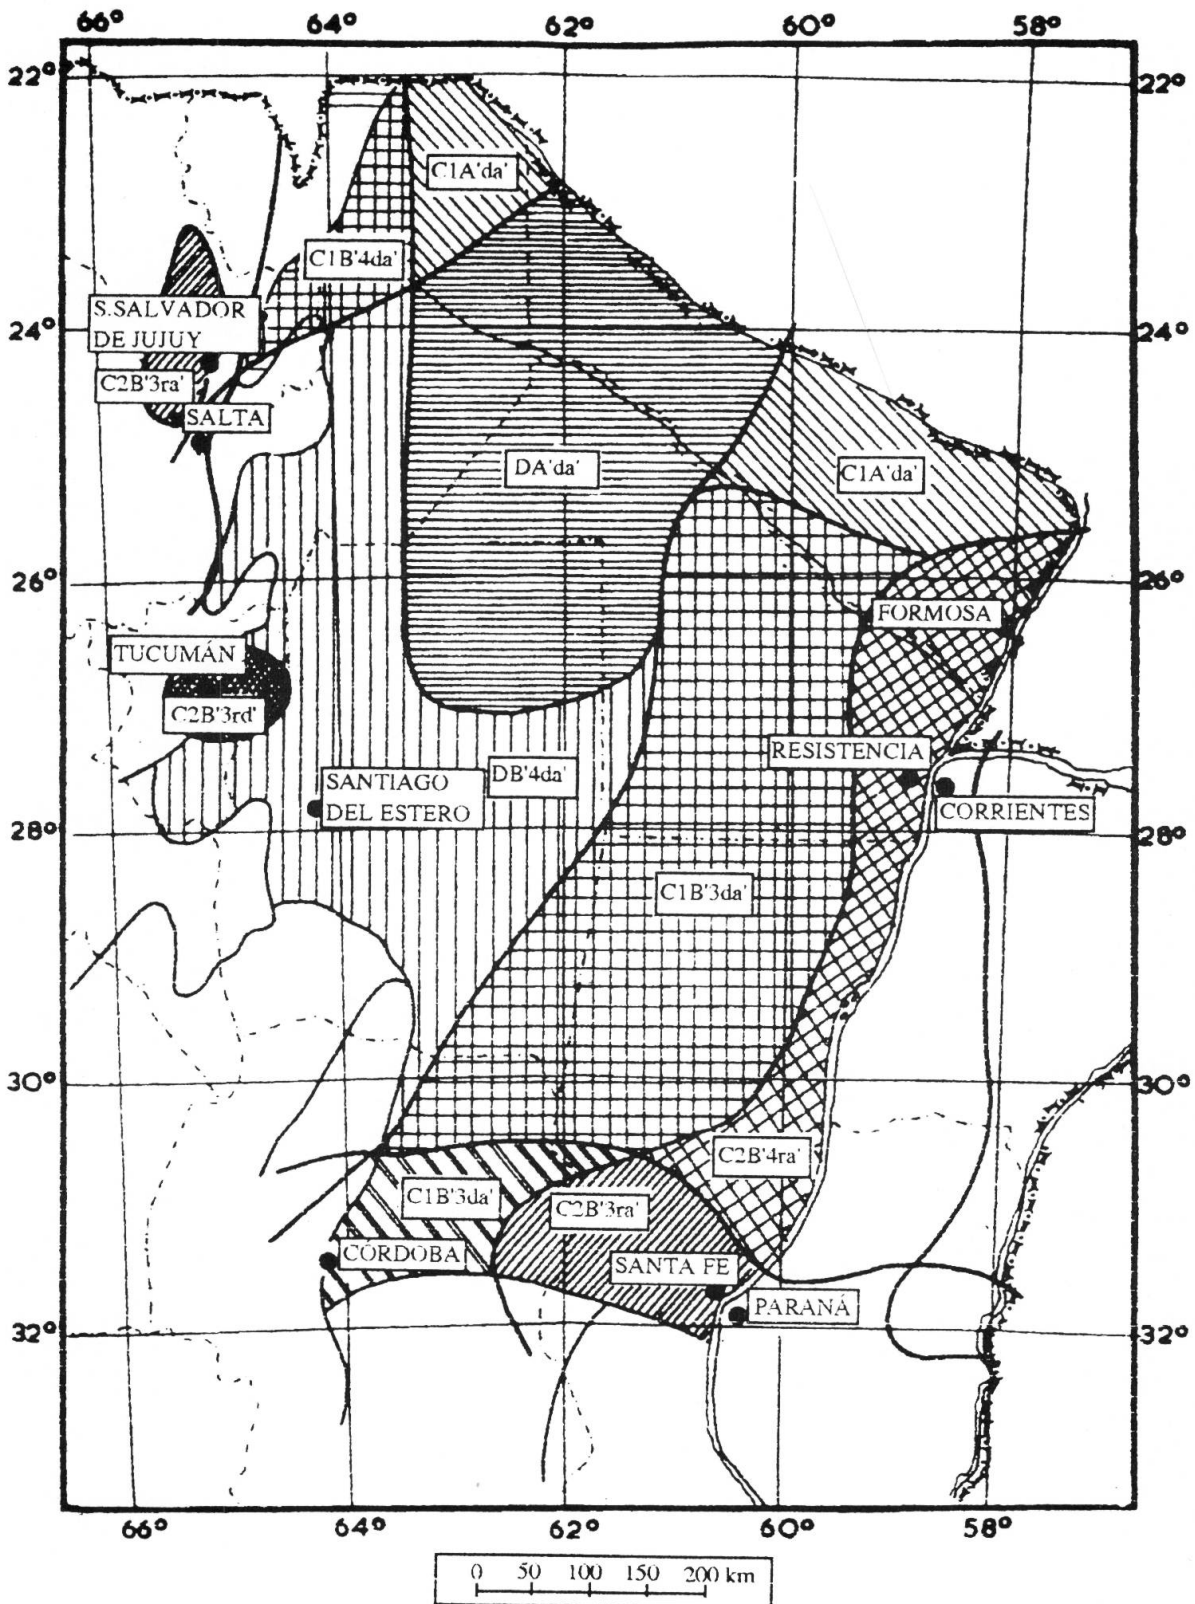 66° 64° 62° 60° 58°
22° 22°
C1A'da'
C1B'4da'
S.SALVADOR
DE JUJUY
24° 24°
C2B'3ra'
SALTA
DA'da'
C1A'da'
26° 26°
FORMOSA
TUCUMÁN
C2B'3rd'
RESISTENCIA
DB'4da'
SANTIAGO
DEL ESTERO
CORRIENTES
28° 28°
C1B'3da'
30° 30°
C2B'4ra'
C1B'3da'
C2B'3ra'
CÓRDOBA
SANTA FE
PARANÁ
32° 32°
66° 64° 62° 60° 58°
0 50 100 150 200 km